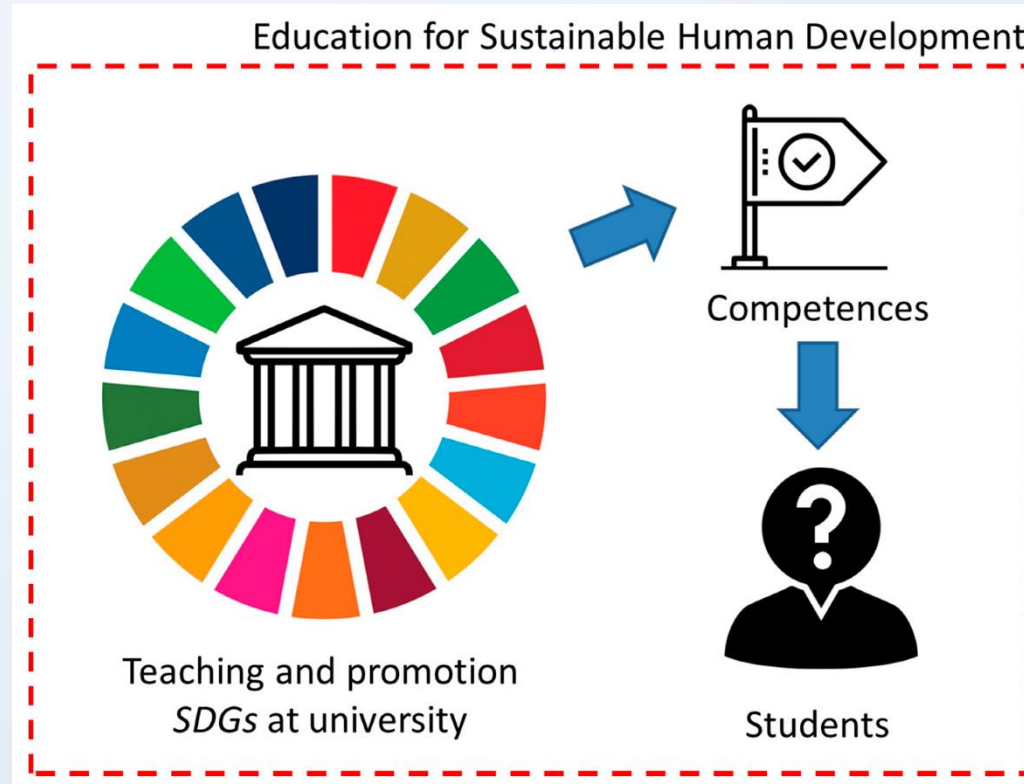 Education for Sustainable Human Development
Competences
?
Teaching and promotion
SDGs at university
Students